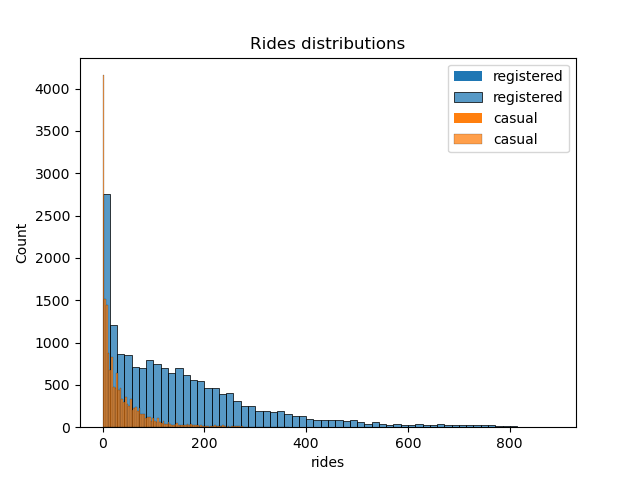 Rides distributions
registered
registered
casual
casual
4000
3500
3000
2500
2000
1500
1000
500
0
Count
0 200 400 600 800
rides